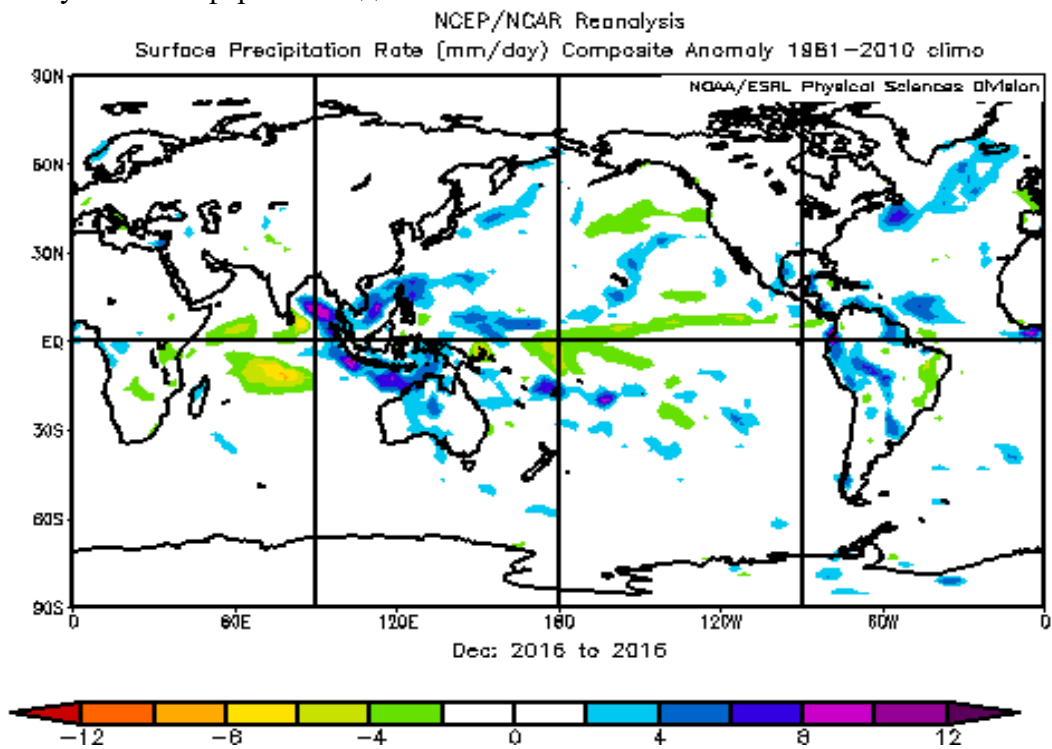 NCEP/NCAR Reanalysis
Surface Precipitation Rate (mm/day) Composite Anomaly 1981-2010 climo
NOAA/ESRL Physical Sciences Division
90N
60N
30N
EQ
30S
60S
90S
0 60E 120E 180 120W 60W 0
Dec: 2016 to 2016
-12 -8 -4 0 4 8 12